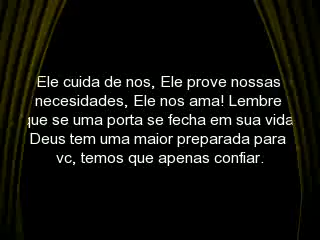 Ele cuida de nos, Ele prove nossas
necesidades, Ele nos ama! Lembre
que se uma porta se fecha em sua vida
Deus tem uma maior preparada para
vc, temos que apenas confiar.